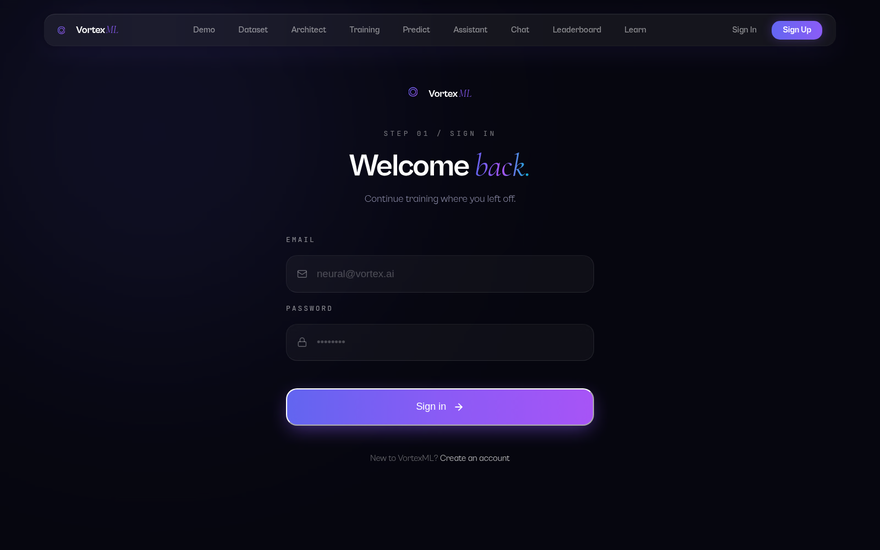 VortexML Demo Dataset Architect Training Predict Assistant Chat Leaderboard Learn Sign In Sign Up
VortexML
STEP 01 / SIGN IN
Welcome back.
Continue training where you left off.
EMAIL
neural@vortex.ai
PASSWORD
••••••••
Sign in →
New to VortexML? Create an account